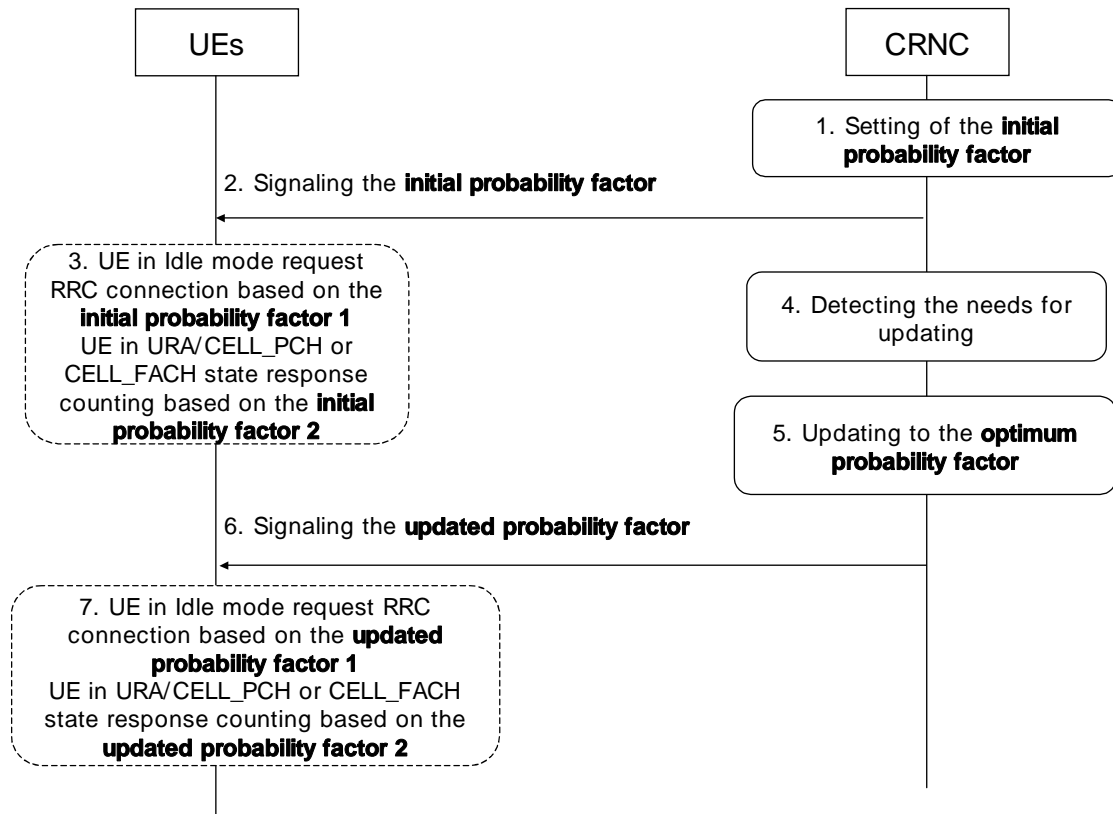 UEs
CRNC
1. Setting of the initial
probability factor
2. Signaling the initial probability factor
3. UE in Idle mode request
RRC connection based on the
initial probability factor 1
UE in URA/CELL_PCH or
CELL_FACH state response
counting based on the initial
probability factor 2
4. Detecting the needs for
updating
5. Updating to the optimum
probability factor
6. Signaling the updated probability factor
7. UE in Idle mode request RRC
connection based on the updated
probability factor 1
UE in URA/CELL_PCH or CELL_FACH
state response counting based on the
updated probability factor 2